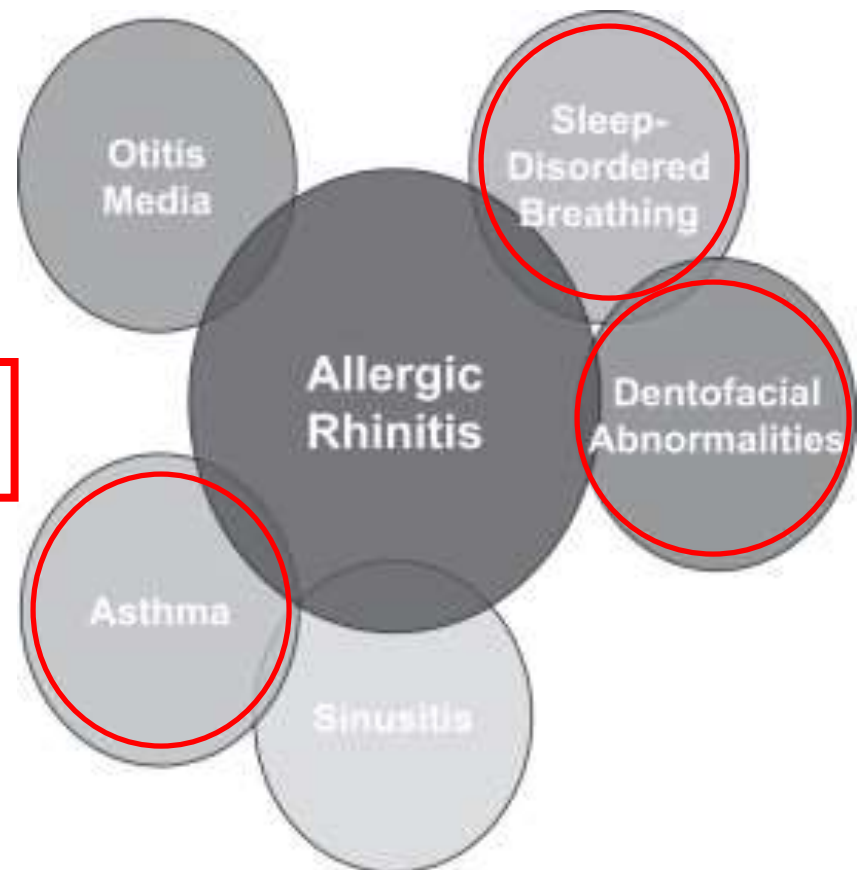 Otitis
Media
Sleep-
Disordered
Breathing
Allergic
Rhinitis
Dentofacial
Abnormalities
Asthma
Sinusitis